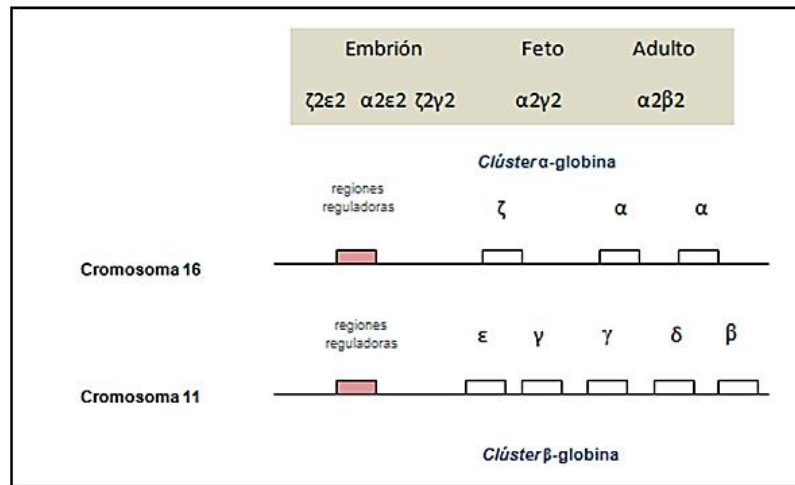 Embrión Feto Adulto
ζ2ε2 α2ε2 ζ2γ2 α2γ2 α2β2
Clúster α-globina
regiones
reguladoras
ζ α α
Cromosoma 16
regiones
reguladoras
ε γ γ δ β
Cromosoma 11
Clúster β-globina